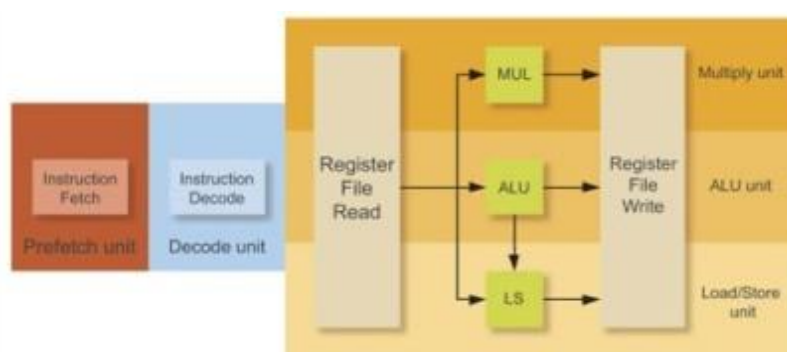 Instruction
Fetch
Prefetch unit
Instruction
Decode
Decode unit
Register
File
Read
MUL
ALU
LS
Register
File
Write
Multiply unit
ALU unit
Load/Store
unit